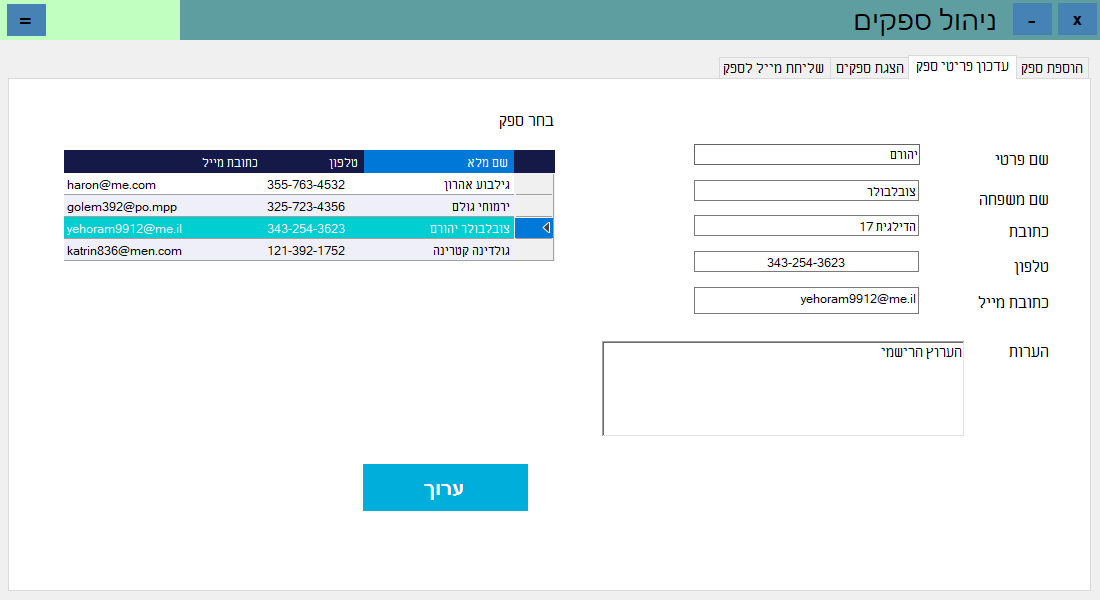 x
-
ניהול ספקים
=
הוספת ספק
עדכון פריטי ספק
הצגת ספקים
שליחת מייל לספק
שם פרטי
יהורם
שם משפחה
צובלבולר
כתובת
הדילגית 17
טלפון
343-254-3623
כתובת מייל
yehoram9912@me.il
הערות
הערוץ הרישמי
בחר ספק
שם מלא טלפון כתובת מייל
גילבוע אהרון 355-763-4532 haron@me.com
ירמוחי גולם 325-723-4356 golem392@po.mpp
צובלבולר יהורם 343-254-3623 yehoram9912@me.il
גולדינה קטרינה 121-392-1752 katrin836@men.com
ערוך